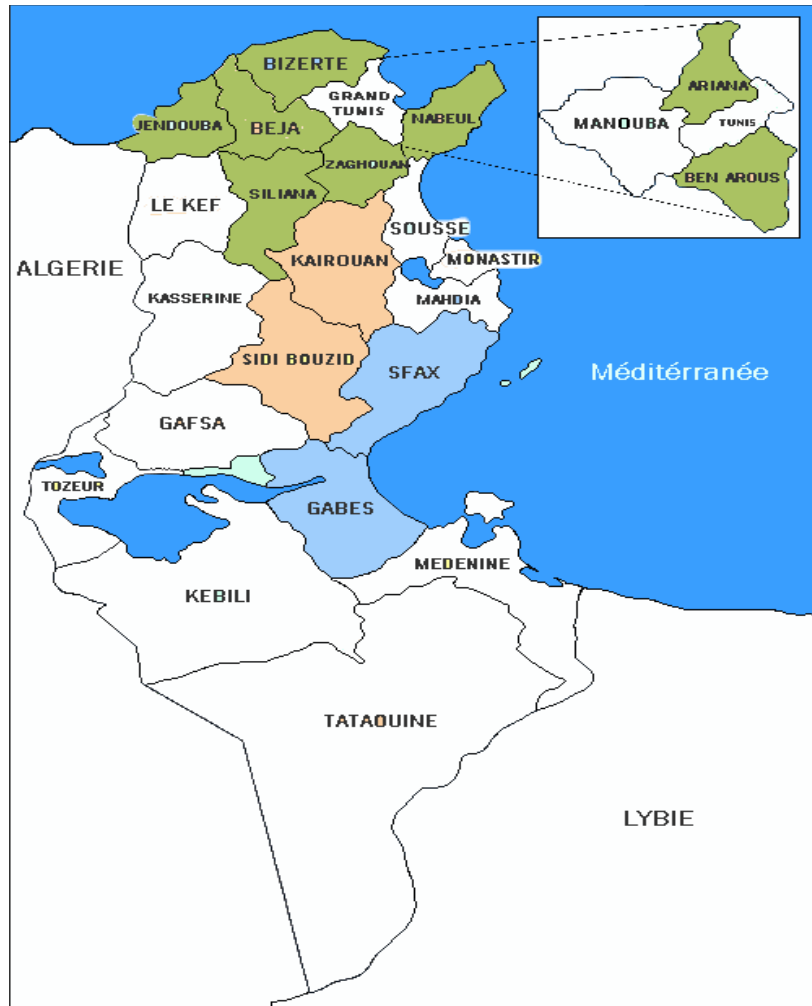 BIZERTE
GRAND
TUNIS
JENDOUBA
BEJA
NABEUL
ZAGHOUAN
SILIANA
LE KEF
SOUSSE
KAIROUAN
MONASTIR
ALGERIE
KASSERINE
MAHDIA
SIDI BOUZID
SFAX
Méditérranée
GAFSA
TOZEUR
GABES
MEDENINE
KEBILI
TATAOUINE
LYBIE
ARIANA
MANOUBA
TUNIS
BEN AROUS